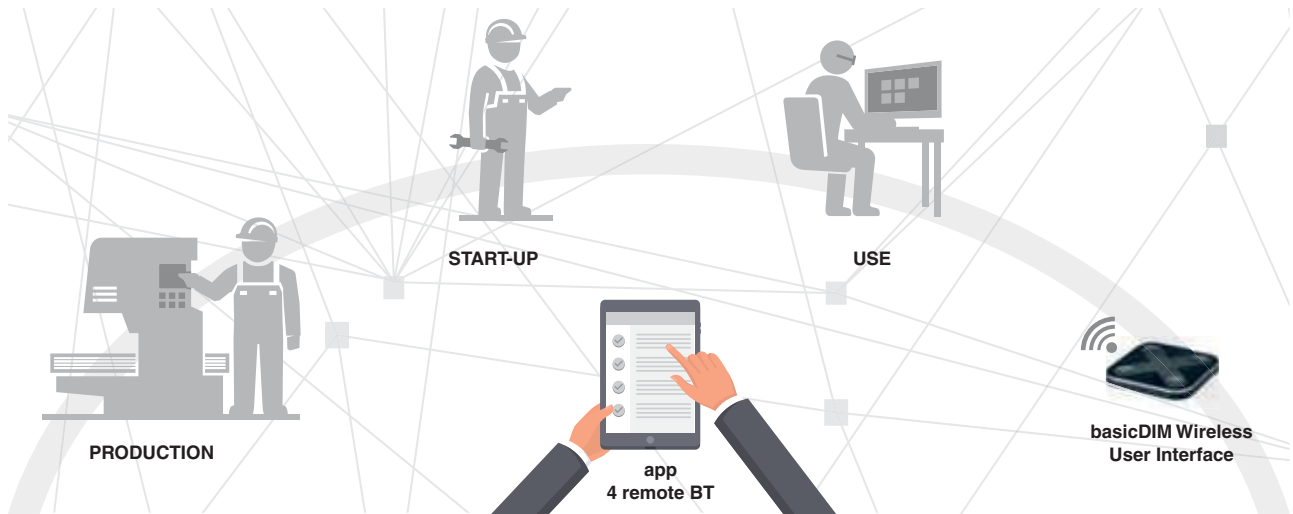 START-UP
USE
PRODUCTION
app
4 remote BT
basicDIM Wireless
User Interface